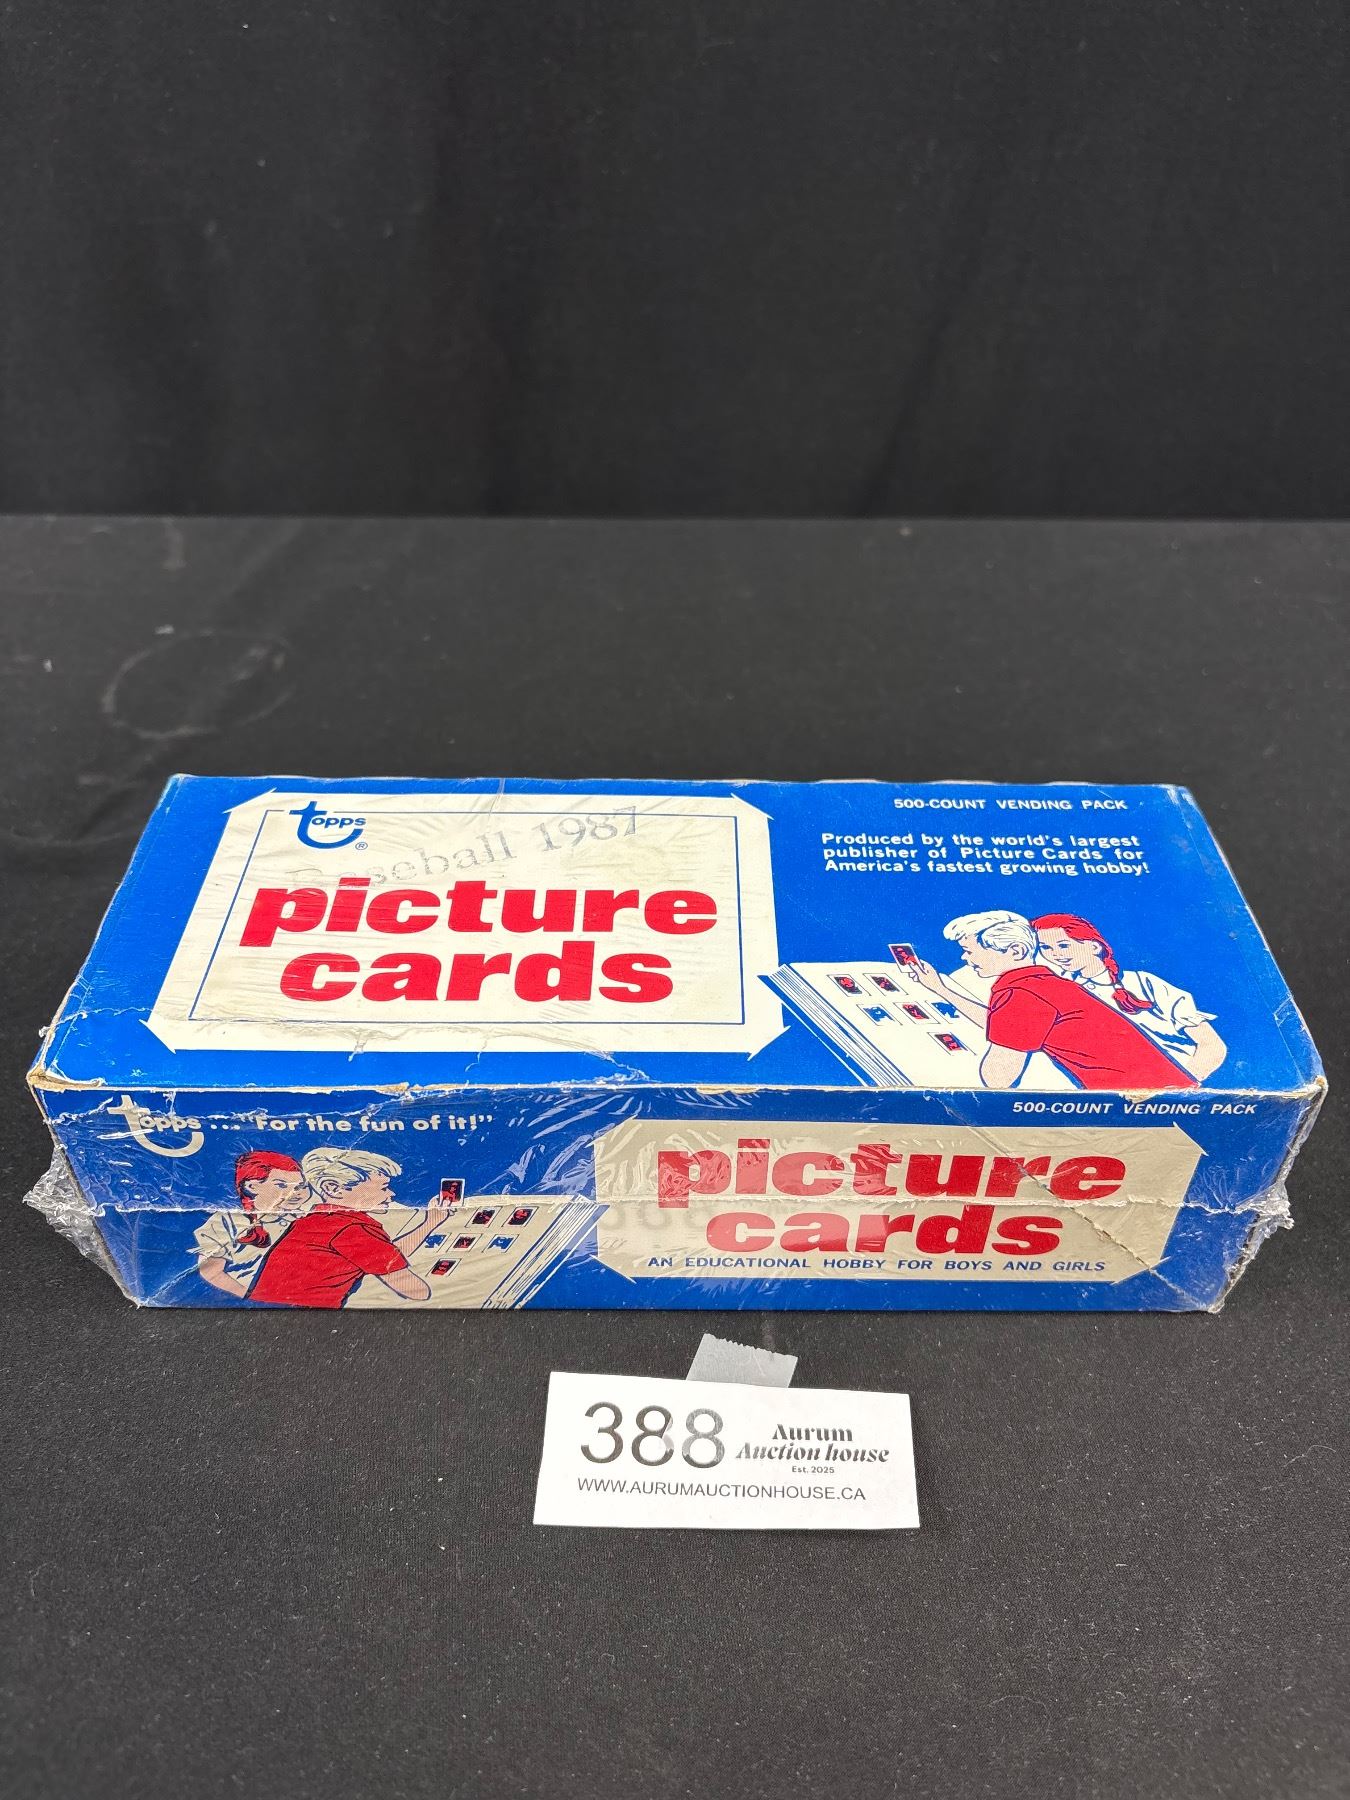 topps
®
Baseball 1987
picture
cards
500-COUNT VENDING PACK
Produced by the world's largest
publisher of Picture Cards for
America's fastest growing hobby!
topps ... "For the fun of it!"
500-COUNT VENDING PACK
picture
cards
AN EDUCATIONAL HOBBY FOR BOYS AND GIRLS
388
Aurum
Auction house
Est. 2025
WWW.AURUMAUCTIONHOUSE.CA